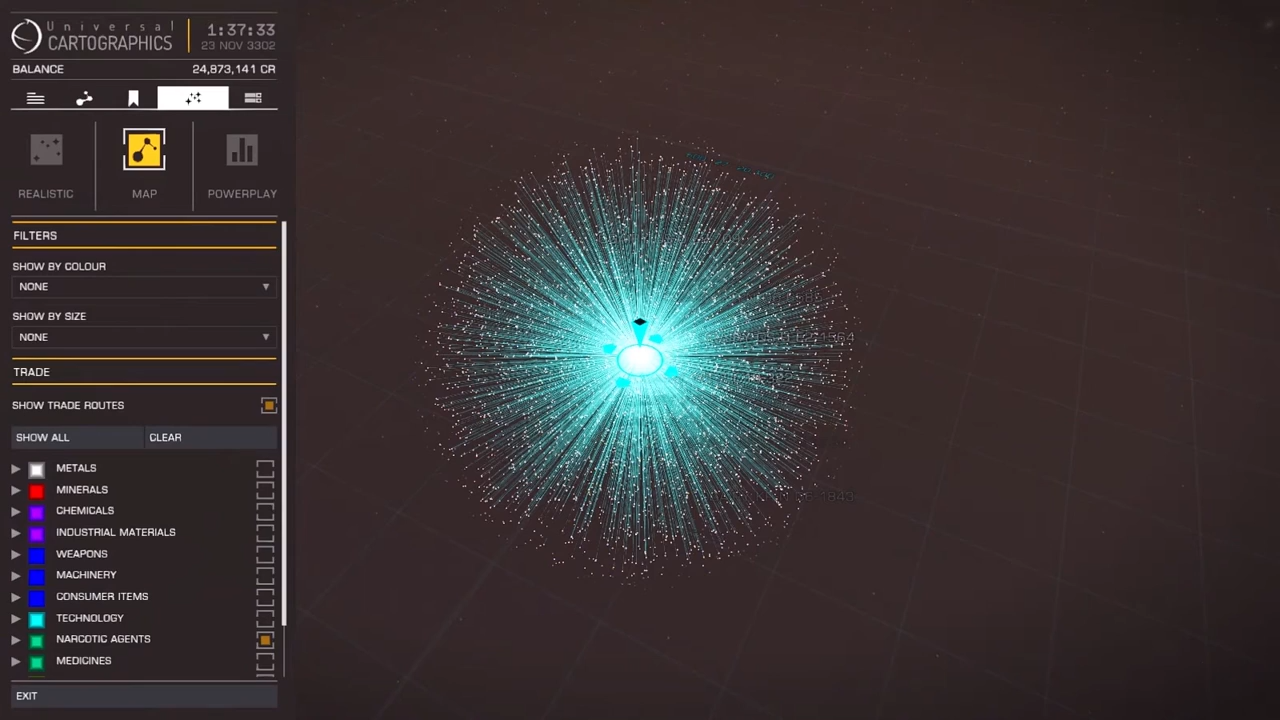 Universal
CARTOGRAPHICS
1:37:33
23 NOV 3302
BALANCE 24,873,141 CR
REALISTIC MAP POWERPLAY
FILTERS
SHOW BY COLOUR
NONE
SHOW BY SIZE
NONE
TRADE
SHOW TRADE ROUTES
SHOW ALL CLEAR
METALS
MINERALS
CHEMICALS
INDUSTRIAL MATERIALS
WEAPONS
MACHINERY
CONSUMER ITEMS
TECHNOLOGY
NARCOTIC AGENTS
MEDICINES
EXIT